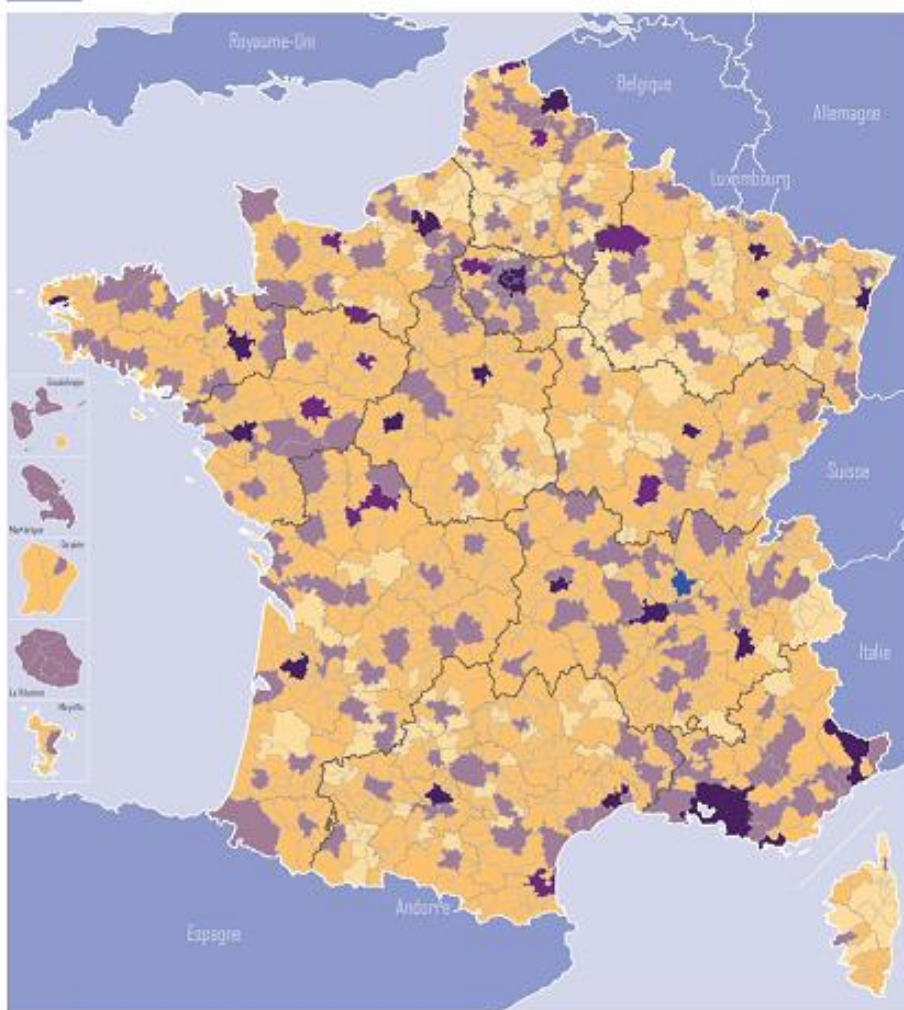 Royaume-Uni
Belgique
Allemagne
Luxembourg
Guadeloupe
Suisse
Martinique
Guyane
Italie
La Réunion
Mayotte
Andorre
Espagne